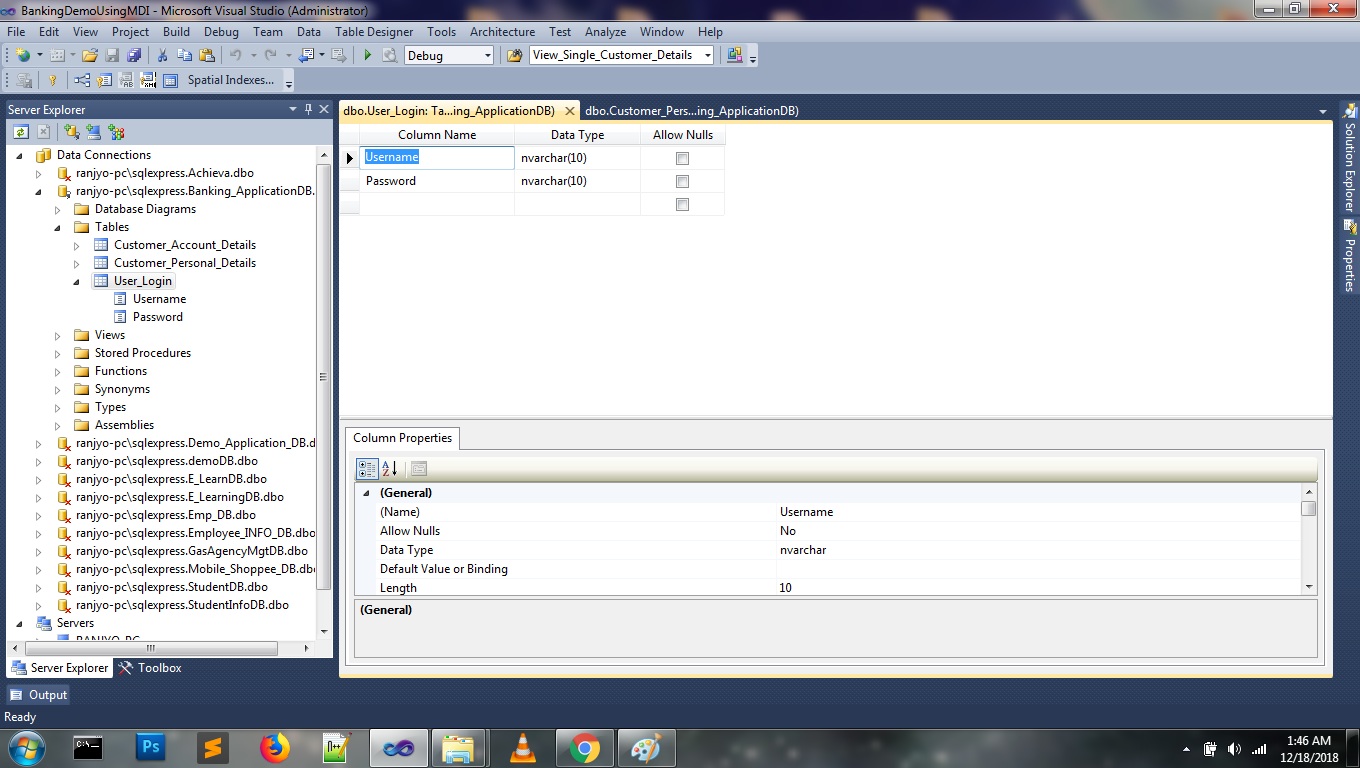 BankingDemoUsingMDI - Microsoft Visual Studio (Administrator)
File Edit View Project Build Debug Team Data Table Designer Tools Architecture Test Analyze Window Help
Debug View_Single_Customer_Details
Spatial Indexes...
Server Explorer
Data Connections
ranjyo-pc\sqlexpress.Achieva.dbo
ranjyo-pc\sqlexpress.Banking_ApplicationDB.
Database Diagrams
Tables
Customer_Account_Details
Customer_Personal_Details
User_Login
Username
Password
Views
Stored Procedures
Functions
Synonyms
Types
Assemblies
ranjyo-pc\sqlexpress.Demo_Application_DB.d
ranjyo-pc\sqlexpress.demoDB.dbo
ranjyo-pc\sqlexpress.E_LearnDB.dbo
ranjyo-pc\sqlexpress.E_LearningDB.dbo
ranjyo-pc\sqlexpress.Emp_DB.dbo
ranjyo-pc\sqlexpress.Employee_INFO_DB.dbo
ranjyo-pc\sqlexpress.GasAgencyMgtDB.dbo
ranjyo-pc\sqlexpress.Mobile_Shoppee_DB.dbo
ranjyo-pc\sqlexpress.StudentDB.dbo
ranjyo-pc\sqlexpress.StudentInfoDB.dbo
Servers
RANJYO-PC
Server Explorer Toolbox
dbo.User_Login: Ta...ing_ApplicationDB) dbo.Customer_Pers...ing_ApplicationDB)
Column Name Data Type Allow Nulls
Username nvarchar(10)
Password nvarchar(10)
Column Properties
(General)
(Name) Username
Allow Nulls No
Data Type nvarchar
Default Value or Binding
Length 10
(General)
Solution Explorer
Properties
Output
Ready
C:\
Ps
1:46 AM
12/18/2018